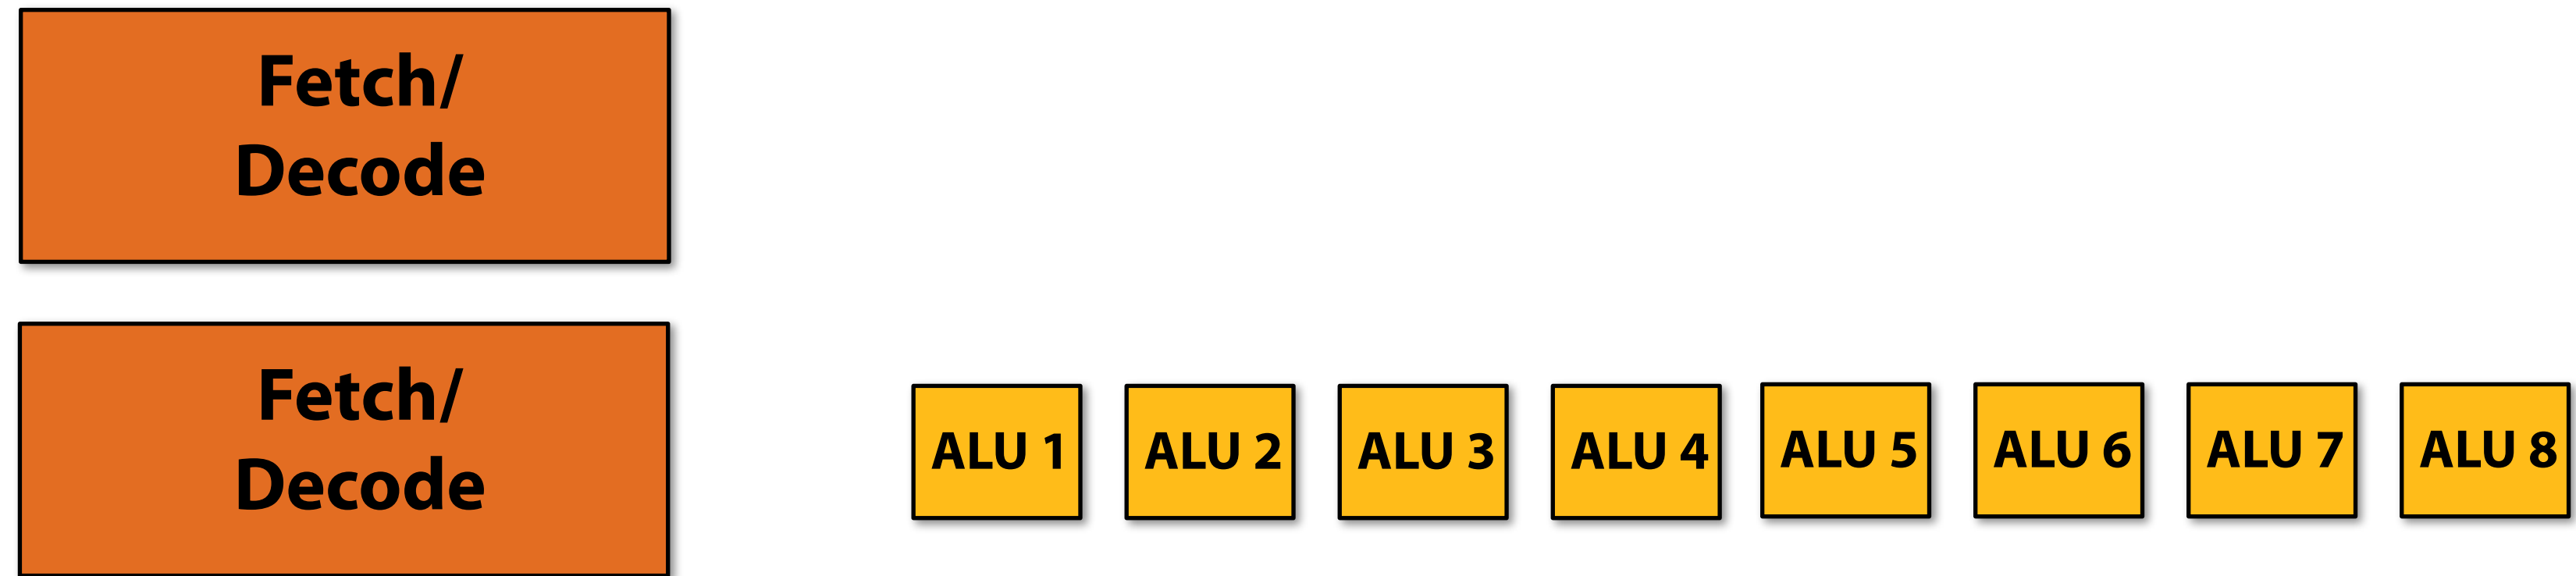 Fetch/
Decode
Fetch/
Decode
ALU 1 ALU 2 ALU 3 ALU 4 ALU 5 ALU 6 ALU 7 ALU 8